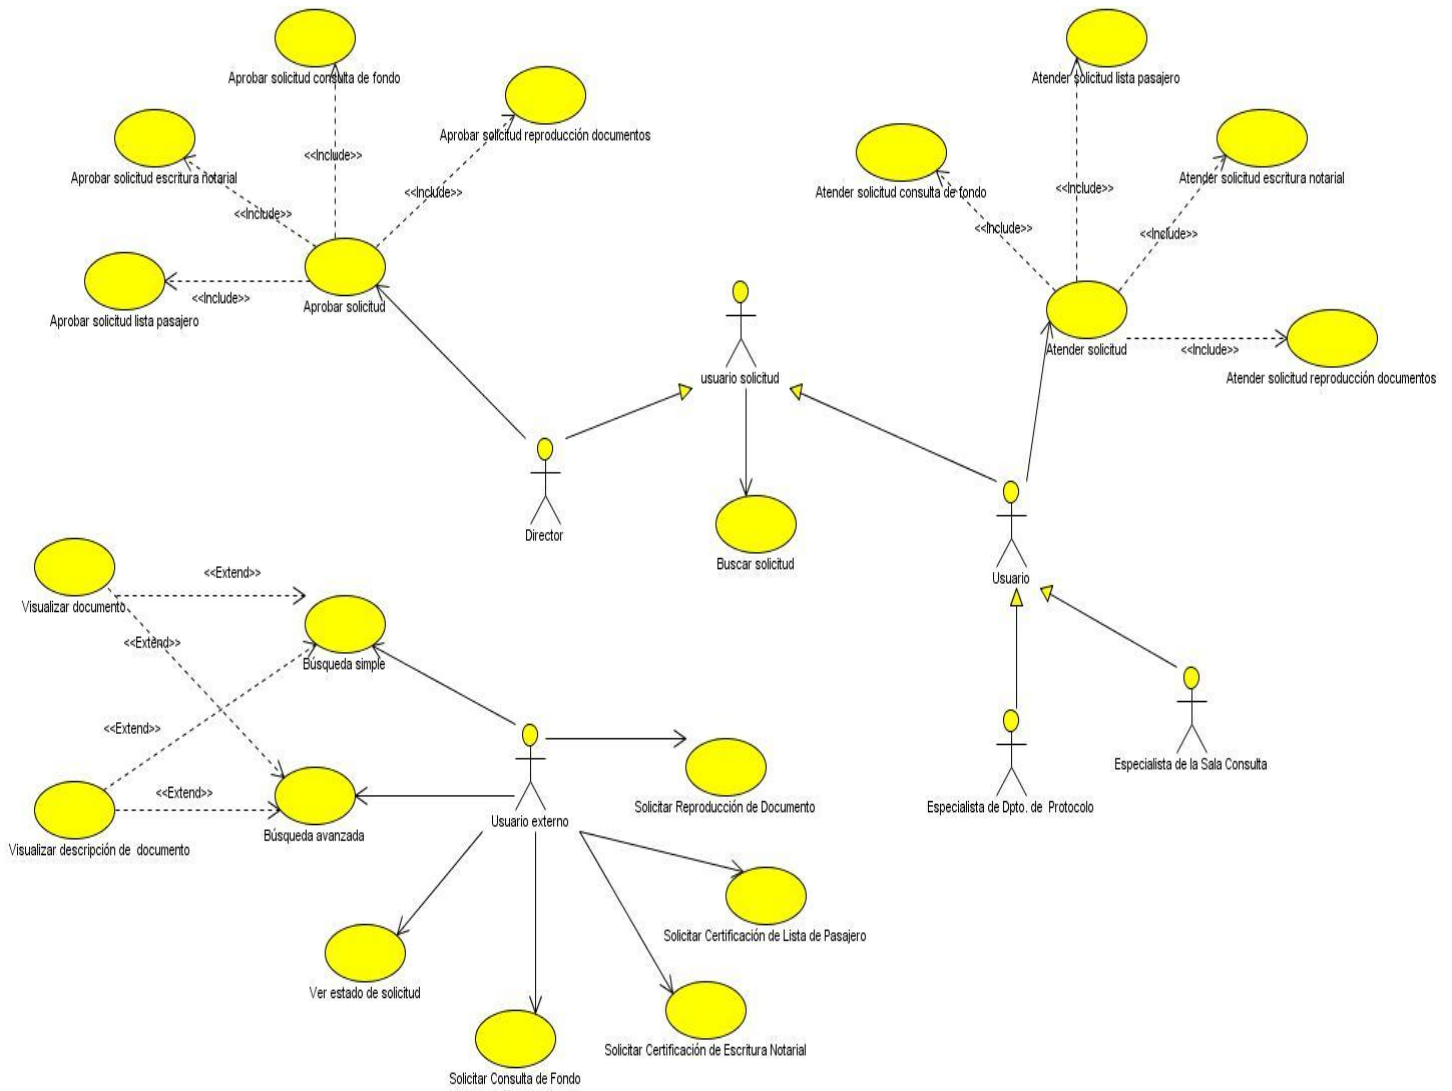 Aprobar solicitud consulta de fondo
Atender solicitud lista pasajero
Aprobar solicitud reproducción documentos
<<Include>>
Aprobar solicitud escritura notarial
<<Include>>
<<Include>>
Atender solicitud consulta de fondo
Atender solicitud escritura notarial
<<Include>>
<<Include>>
<<Include>>
<<Include>>
<<Include>>
Aprobar solicitud lista pasajero
Aprobar solicitud
Atender solicitud
<<Include>>
Atender solicitud reproducción documentos
usuario solicitud
Director
Buscar solicitud
Usuario
<<Extend>>
Visualizar documento
<<Extend>>
Búsqueda simple
<<Extend>>
Especialista de la Sala Consulta
<<Extend>>
Solicitar Reproducción de Documento
Especialista de Dpto. de Protocolo
Usuario externo
Búsqueda avanzada
Visualizar descripción de documento
Solicitar Certificación de Lista de Pasajero
Ver estado de solicitud
Solicitar Certificación de Escritura Notarial
Solicitar Consulta de Fondo